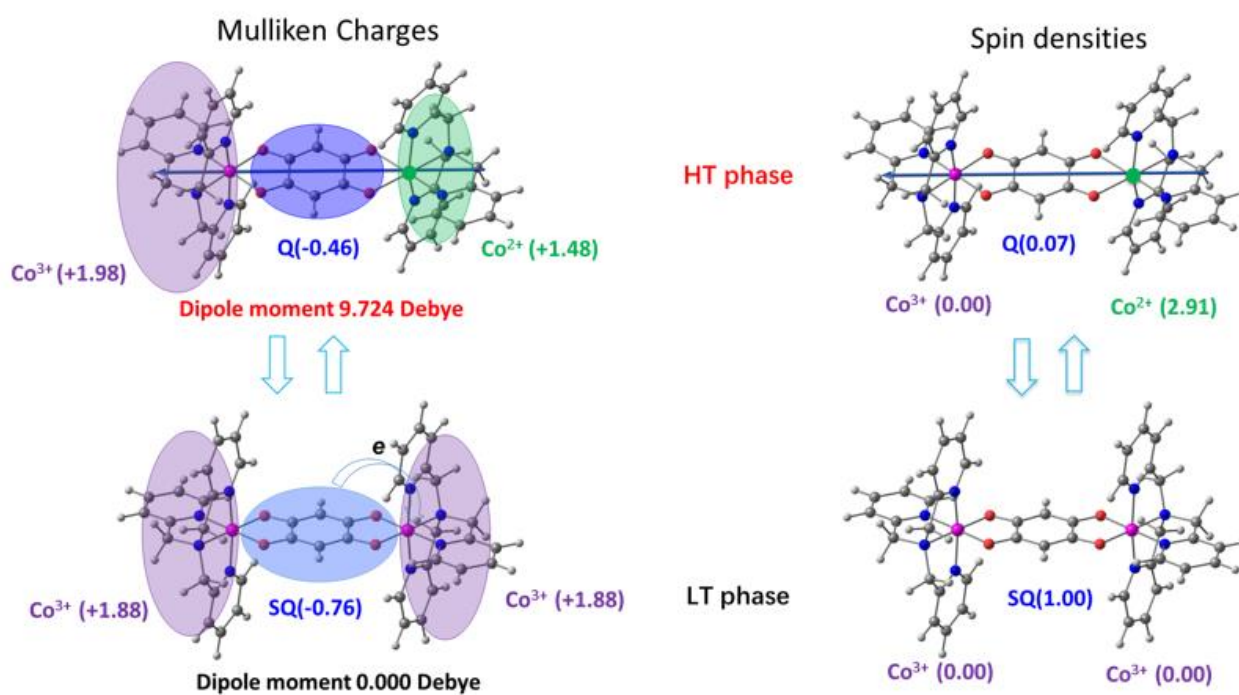 Mulliken Charges
Spin densities
HT phase
Q(-0.46)
Co³⁺ (+1.98)
Co²⁺ (+1.48)
Dipole moment 9.724 Debye
Q(0.07)
Co³⁺ (0.00)
Co²⁺ (2.91)
e
Co³⁺ (+1.88)
SQ(-0.76)
Co³⁺ (+1.88)
Dipole moment 0.000 Debye
LT phase
SQ(1.00)
Co³⁺ (0.00)
Co³⁺ (0.00)